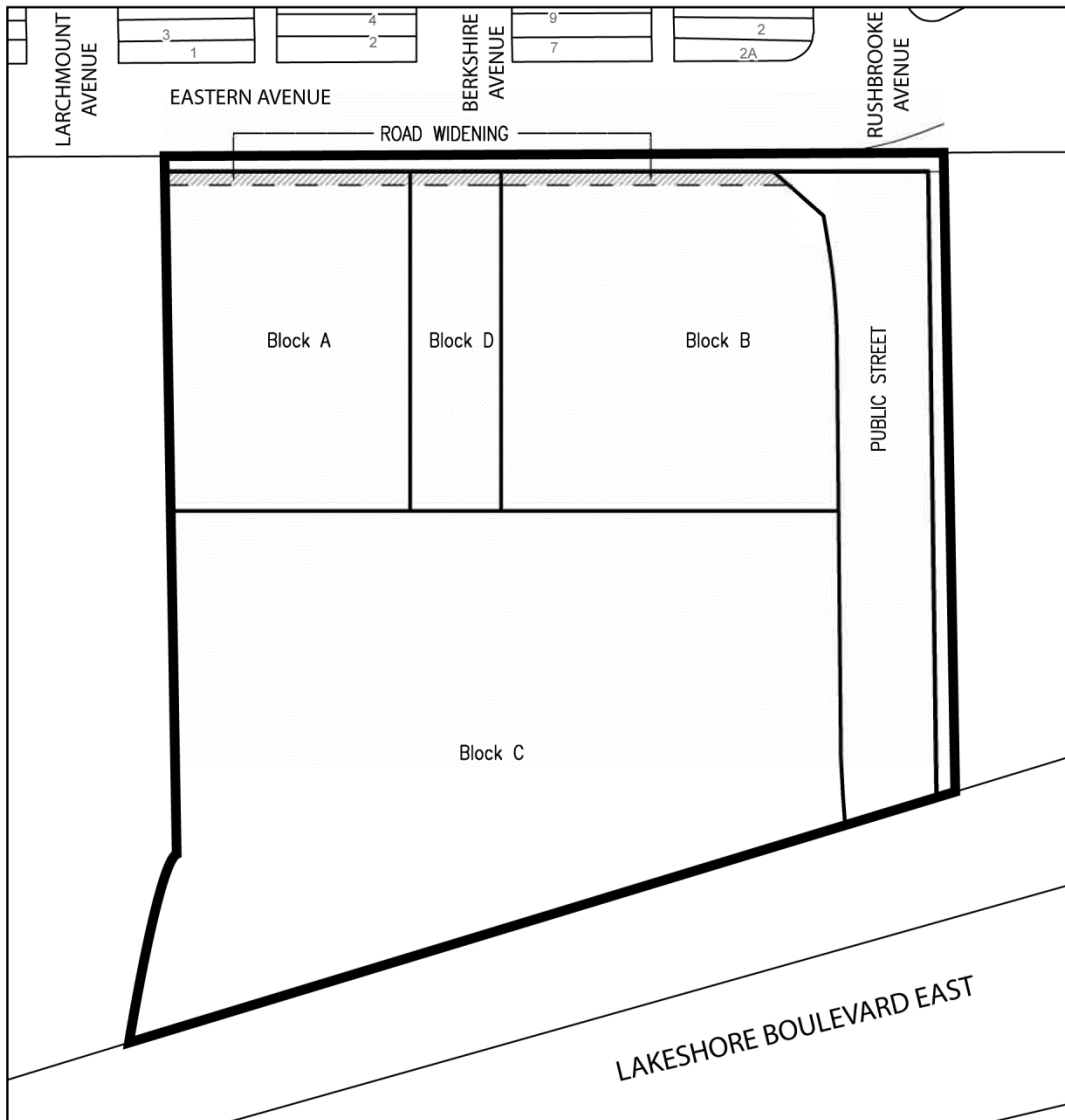 LARCHMOUNT
AVENUE
3
1
4
2
BERKSHIRE
AVENUE
9
7
2
2A
RUSHBROOKE
AVENUE
EASTERN AVENUE
ROAD WIDENING
Block A
Block D
Block B
PUBLIC STREET
Block C
LAKESHORE BOULEVARD EAST